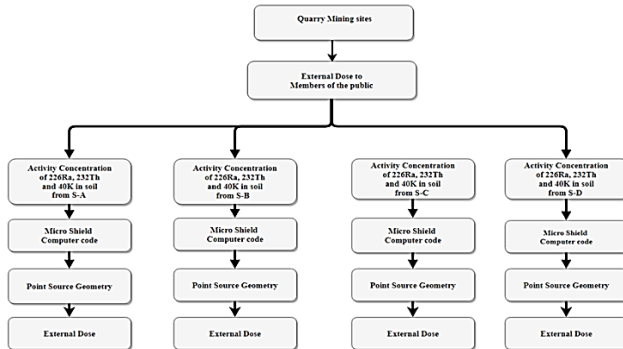 Quarry Mining sites
External Dose to
Members of the public
Activity Concentration
of 226Ra, 232Th
and 40K in soil
from S-A
Micro Shield
Computer code
Point Source Geometry
External Dose
Activity Concentration
of 226Ra, 232Th
and 40K in soil
from S-B
Micro Shield
Computer code
Point Source Geometry
External Dose
Activity Concentration
of 226Ra, 232Th
and 40K in soil
from S-C
Micro Shield
Computer code
Point Source Geometry
External Dose
Activity Concentration
of 226Ra, 232Th
and 40K in soil
from S-D
Micro Shield
Computer code
Point Source Geometry
External Dose